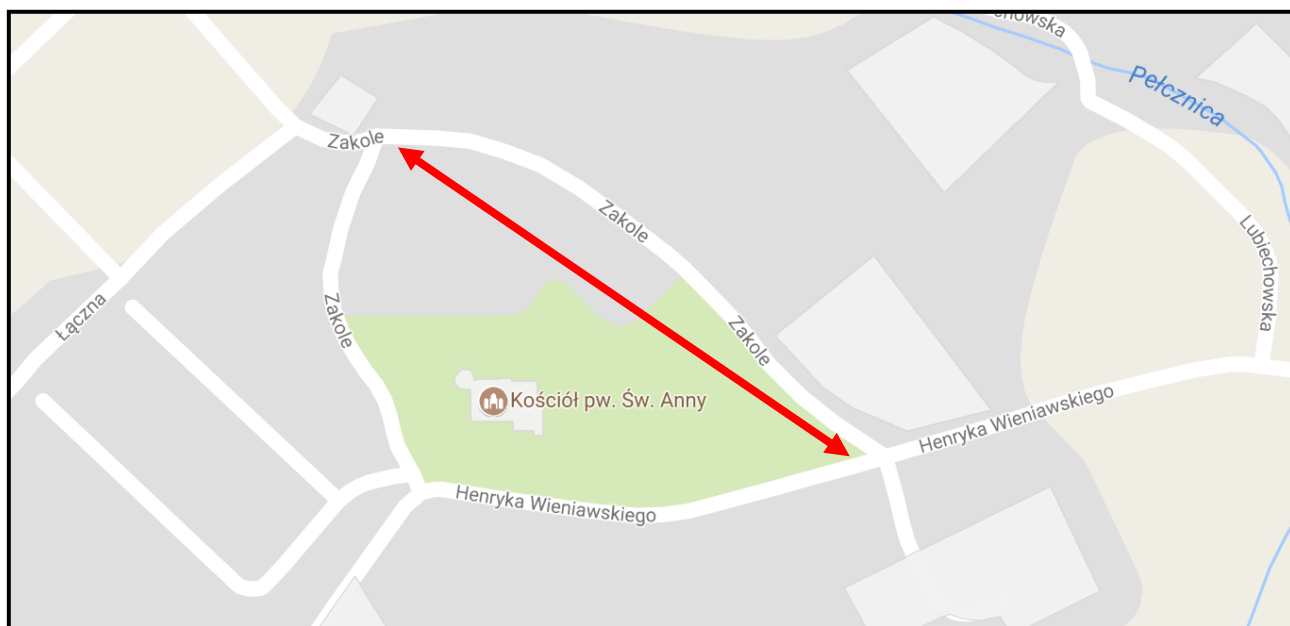 Pełcznica
Zakole
Zakole
Lubiechowska
Łączna
Zakole
Zakole
Kościół pw. Św. Anny
Henryka Wieniawskiego
Henryka Wieniawskiego